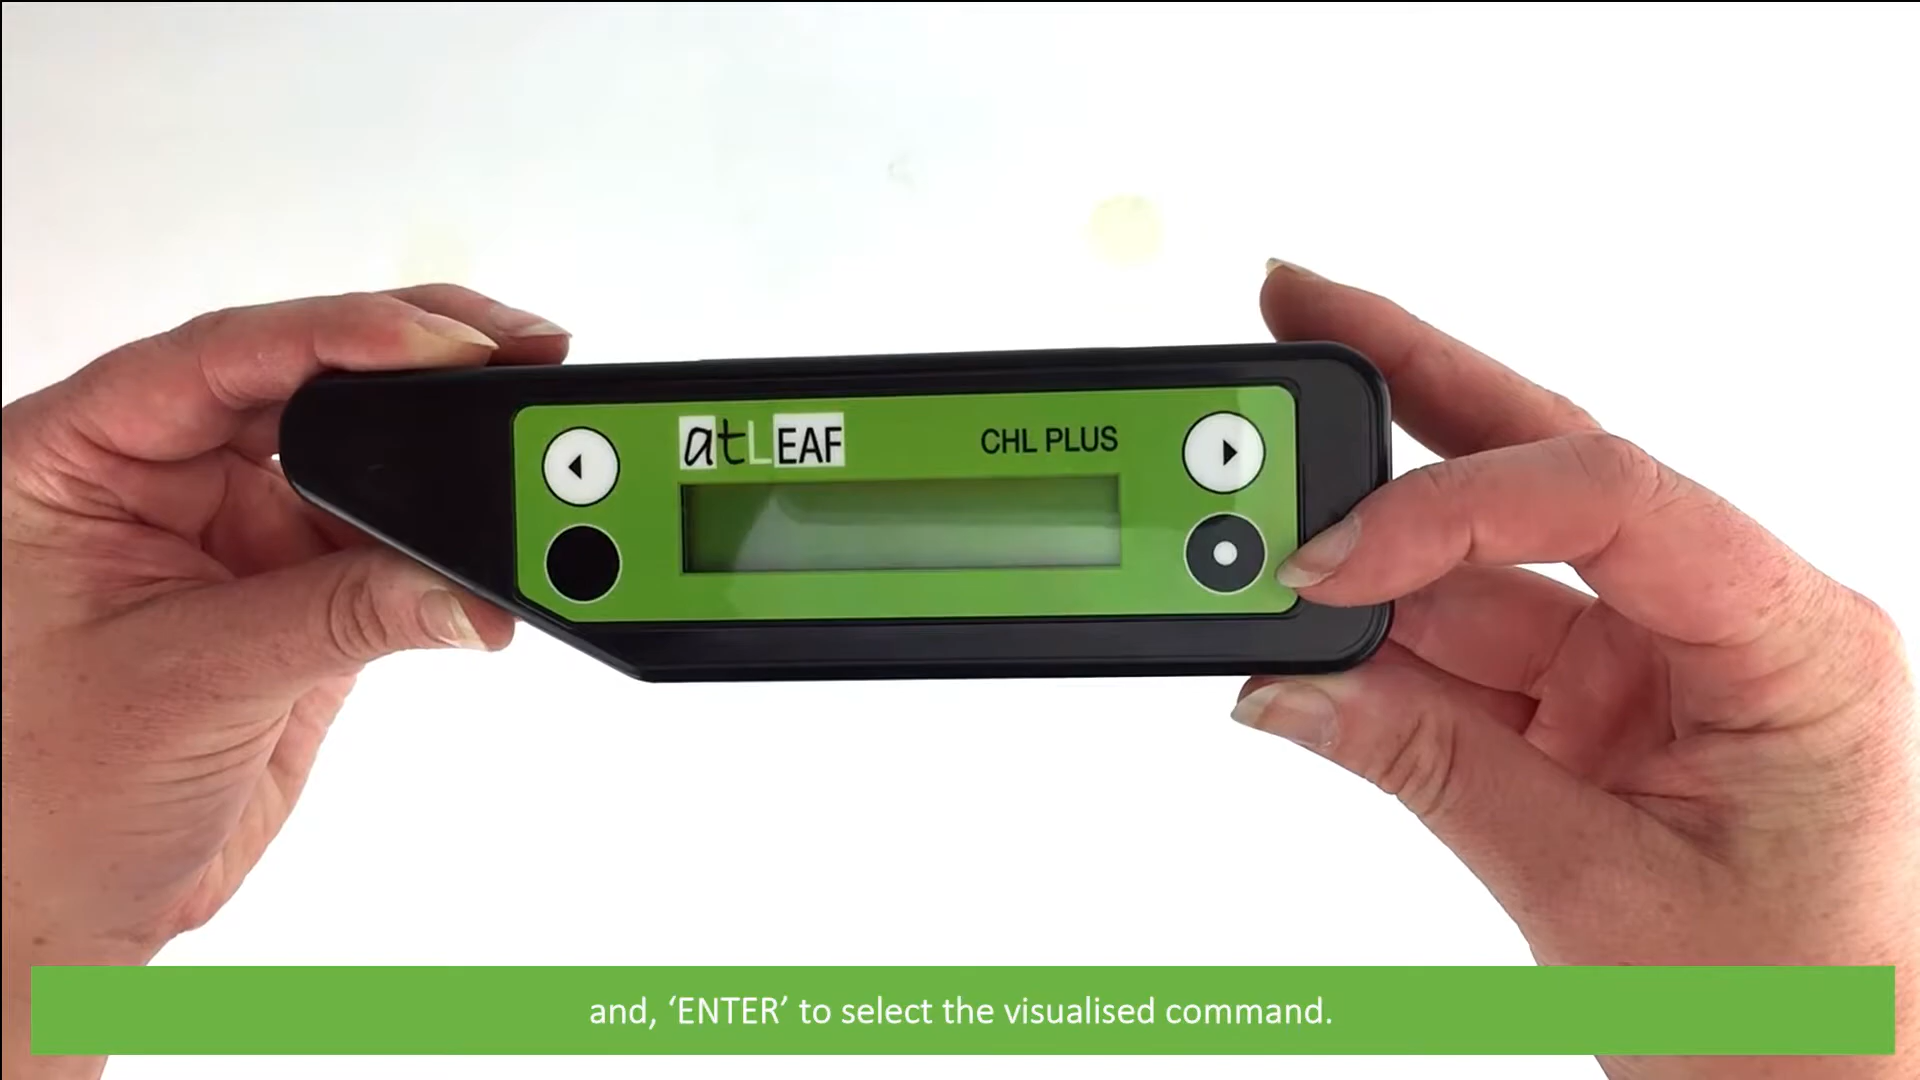 atLEAF
CHL PLUS
and, ‘ENTER’ to select the visualised command.